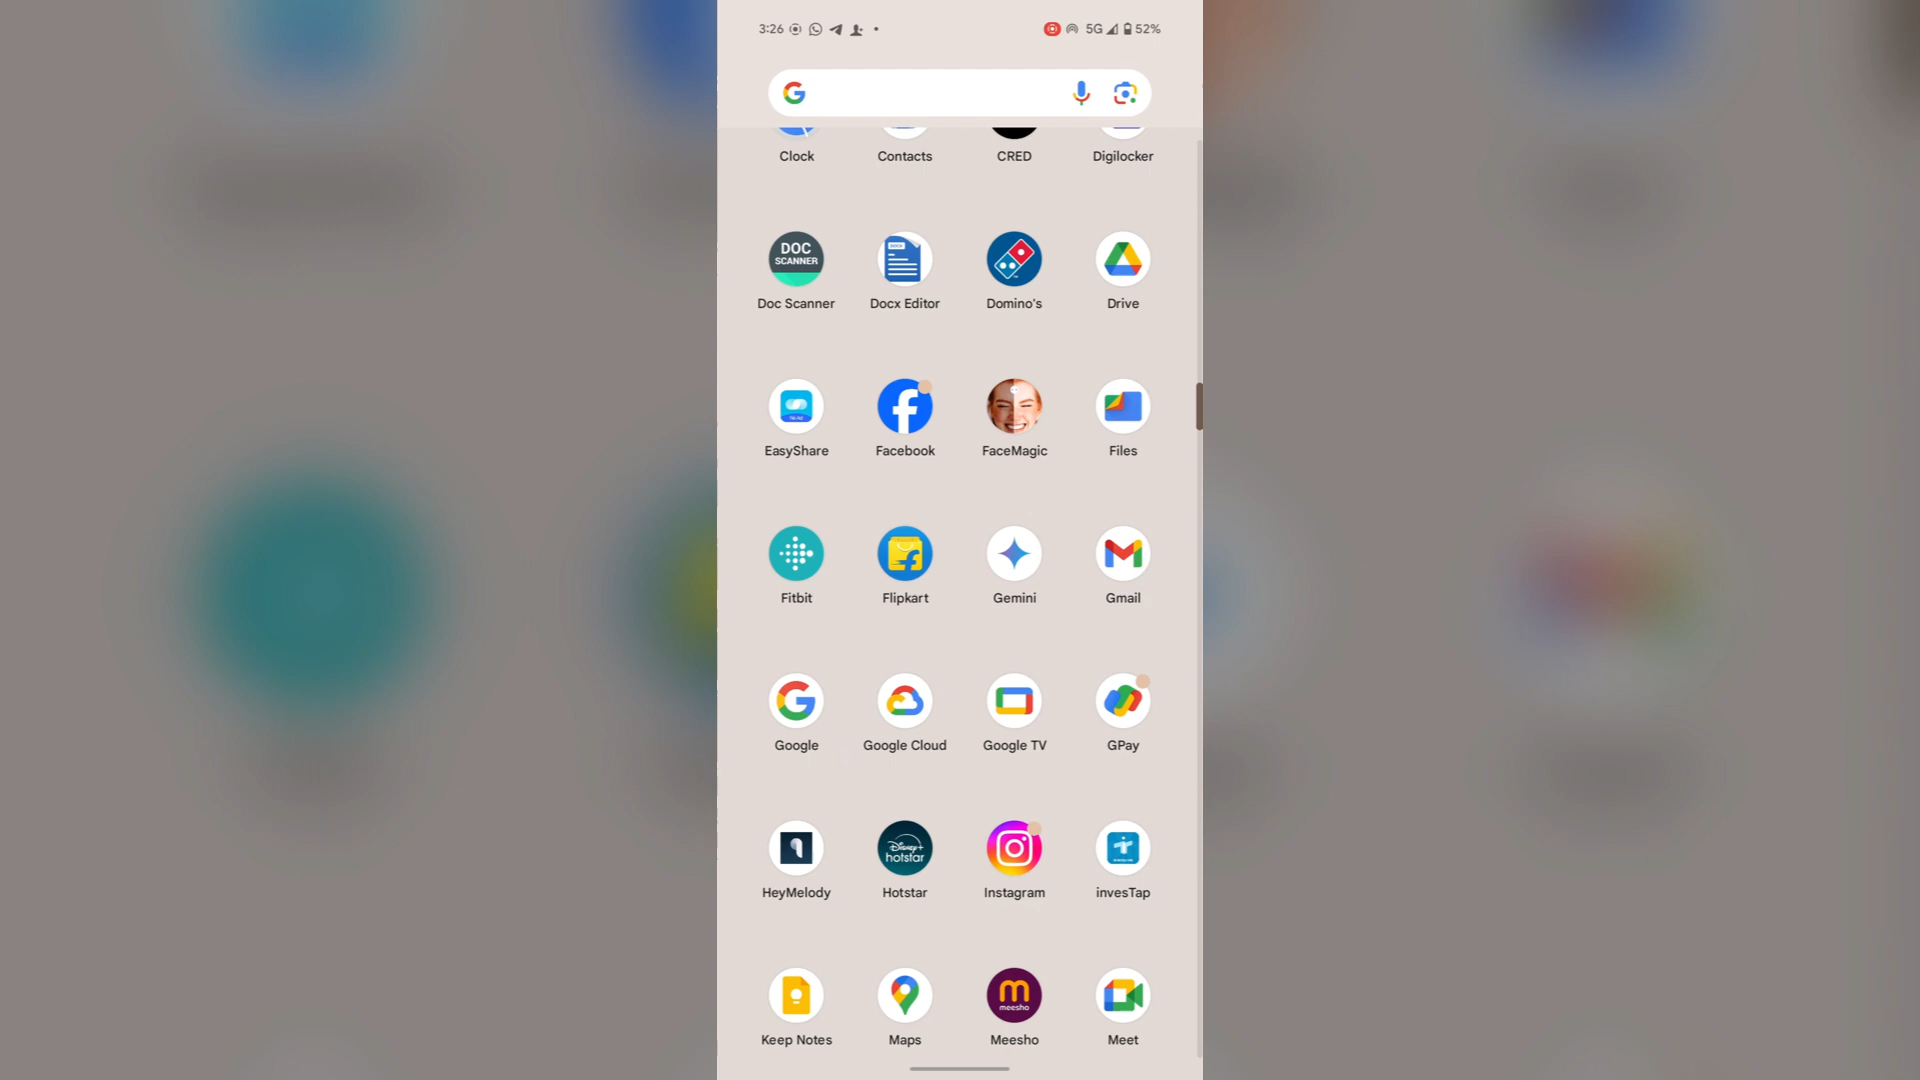 3:26 5G 52%
Clock Contacts CRED Digilocker
DOC SCANNER DOCX
Doc Scanner Docx Editor Domino's Drive
EasyShare Facebook FaceMagic Files
Fitbit Flipkart Gemini Gmail
Google Google Cloud Google TV GPay
Disney+ hotstar
HeyMelody Hotstar Instagram invesTap
meesho
Keep Notes Maps Meesho Meet